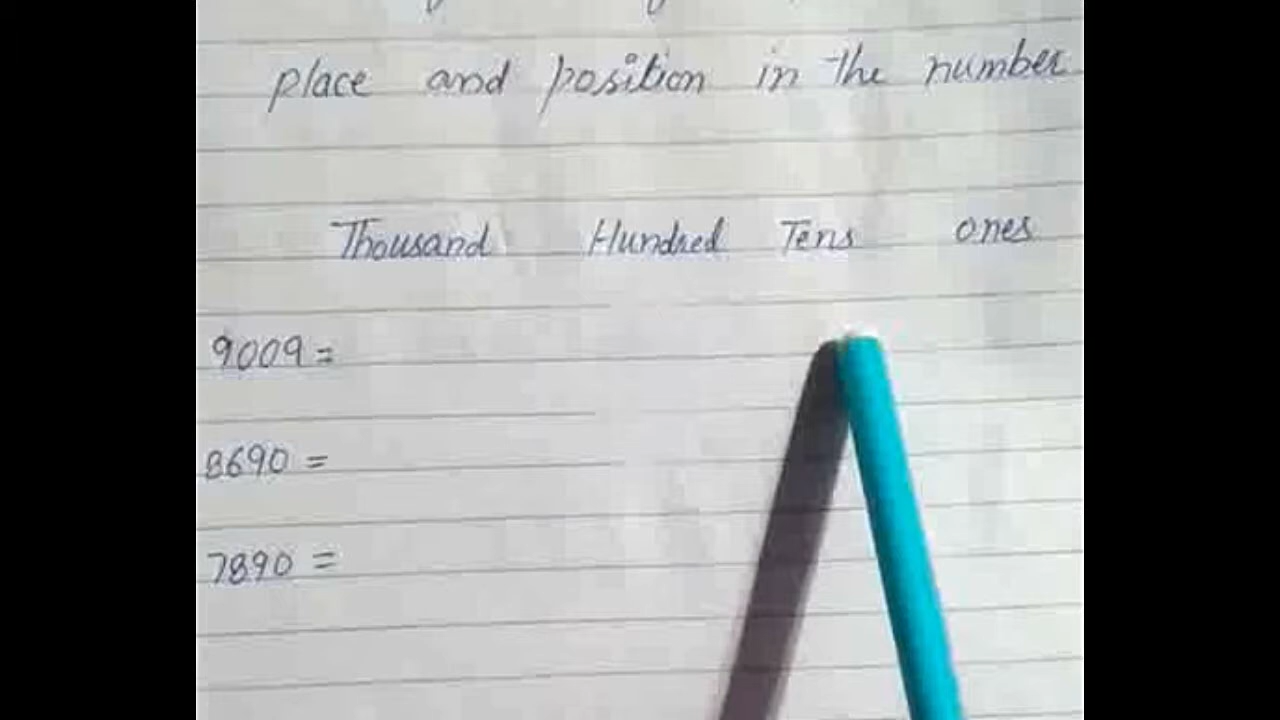 place and position in the number
Thousand Hundred Tens ones
9009 =
8690 =
7890 =